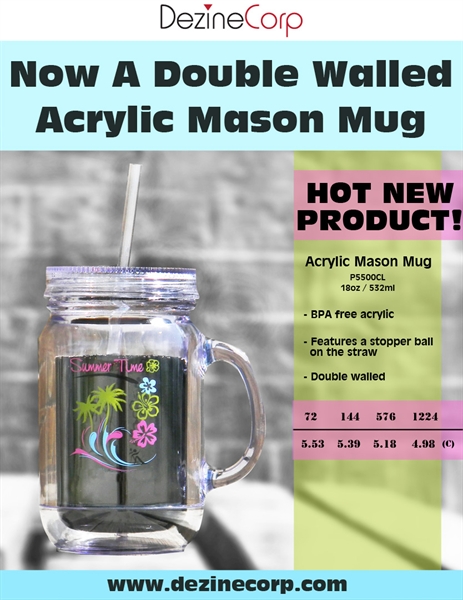 DezineCorp
Now A Double Walled
Acrylic Mason Mug
HOT NEW
PRODUCT!
Acrylic Mason Mug
P5500CL
18oz / 532ml
- BPA free acrylic
- Features a stopper ball
on the straw
- Double walled
72 144 576 1224
5.53 5.39 5.18 4.98 (C)
Summer Time
www.dezinecorp.com